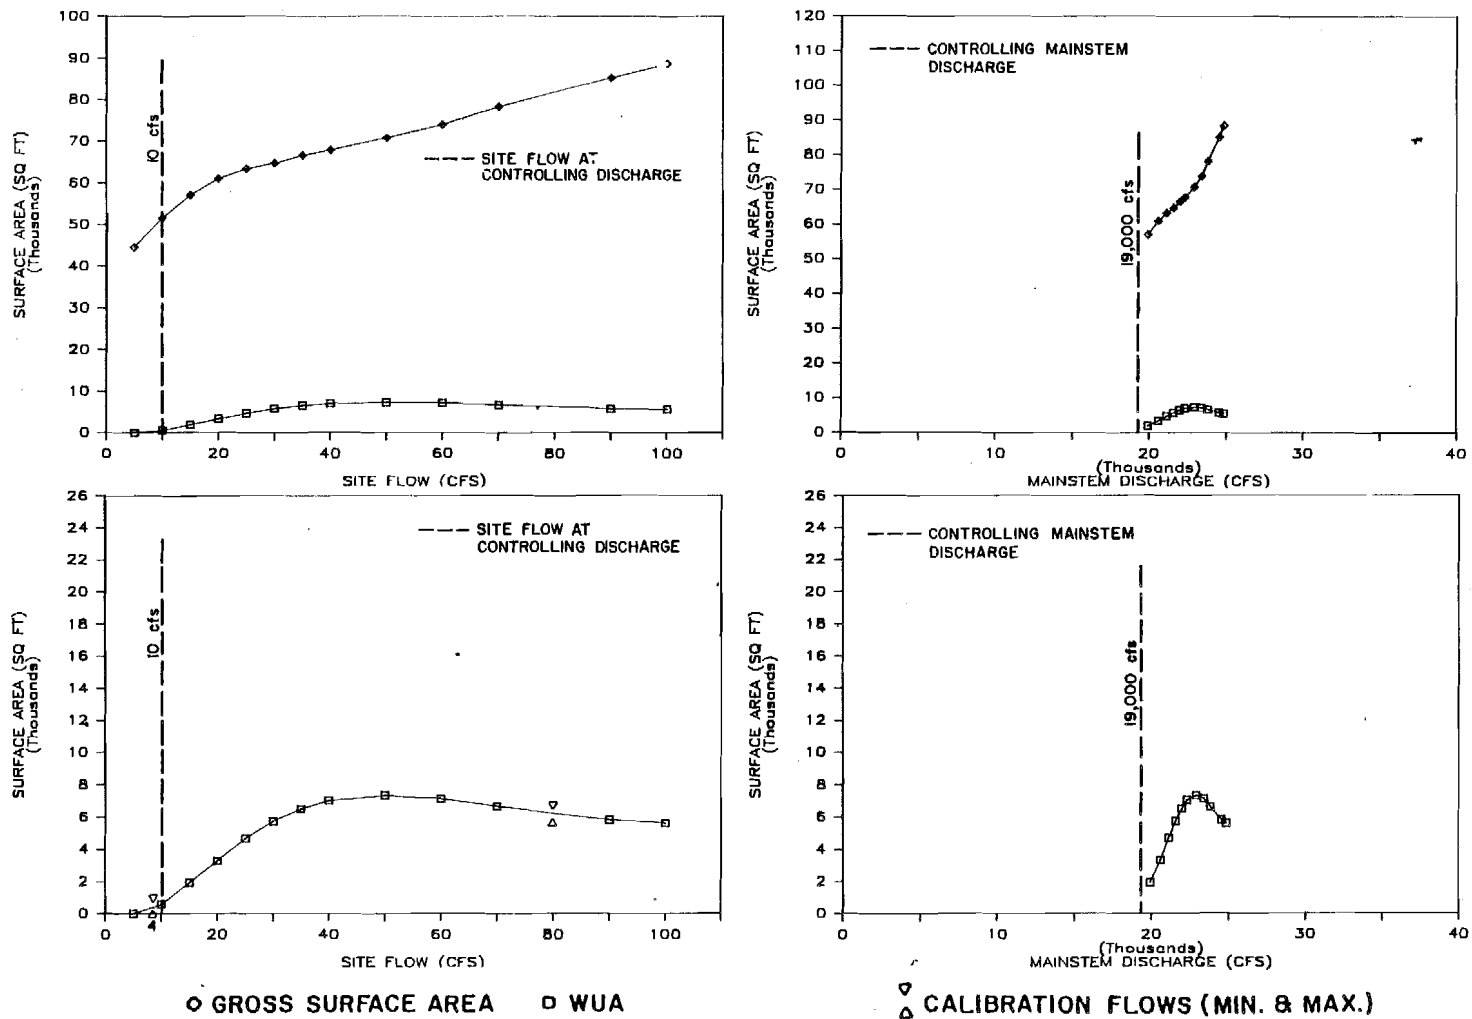 100
90
80
70
60
50
40
30
20
10
0
SURFACE AREA (SQ FT)
(Thousands)
10 cfs
SITE FLOW AT
CONTROLLING DISCHARGE
0 20 40 60 80 100
SITE FLOW (CFS)
120
110
100
90
80
70
60
50
40
30
20
10
0
SURFACE AREA (SQ FT)
(Thousands)
19,000 cfs
CONTROLLING MAINSTEM
DISCHARGE
0 10 20 30 40
(Thousands)
MAINSTEM DISCHARGE (CFS)
26
24
22
20
18
16
14
12
10
8
6
4
2
0
SURFACE AREA (SQ FT)
(Thousands)
10 cfs
SITE FLOW AT
CONTROLLING DISCHARGE
0 20 40 60 80 100
SITE FLOW (CFS)
26
24
22
20
18
16
14
12
10
8
6
4
2
0
SURFACE AREA (SQ FT)
(Thousands)
19,000 cfs
CONTROLLING MAINSTEM
DISCHARGE
0 10 20 30 40
(Thousands)
MAINSTEM DISCHARGE (CFS)
GROSS SURFACE AREA WUA CALIBRATION FLOWS (MIN. & MAX.)